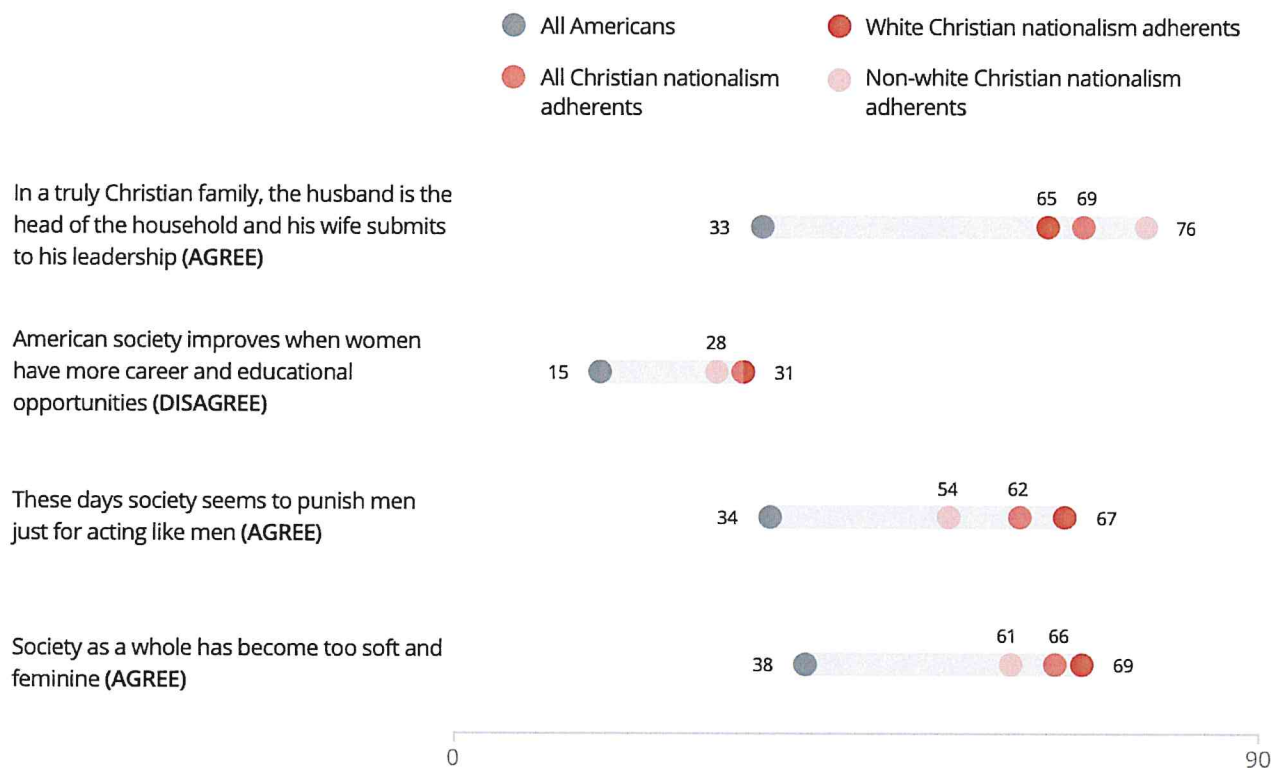 All Americans
White Christian nationalism adherents
All Christian nationalism
adherents
Non-white Christian nationalism
adherents
In a truly Christian family, the husband is the
head of the household and his wife submits
to his leadership (AGREE)
33
65
69
76
American society improves when women
have more career and educational
opportunities (DISAGREE)
15
28
31
These days society seems to punish men
just for acting like men (AGREE)
34
54
62
67
Society as a whole has become too soft and
feminine (AGREE)
38
61
66
69
0
90